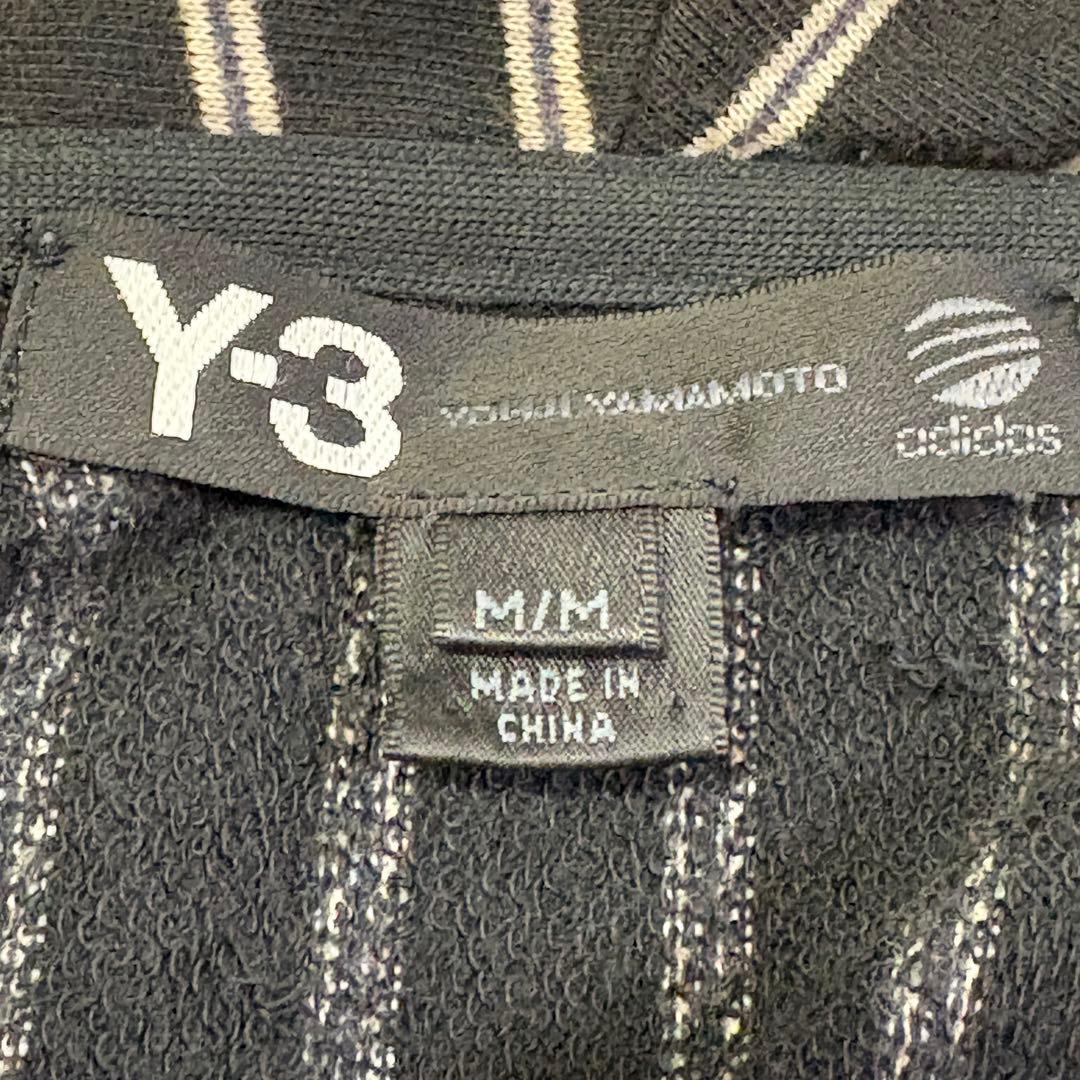 Y-3
YOHJI YAMAMOTO
adidas
M/M
MADE IN
CHINA